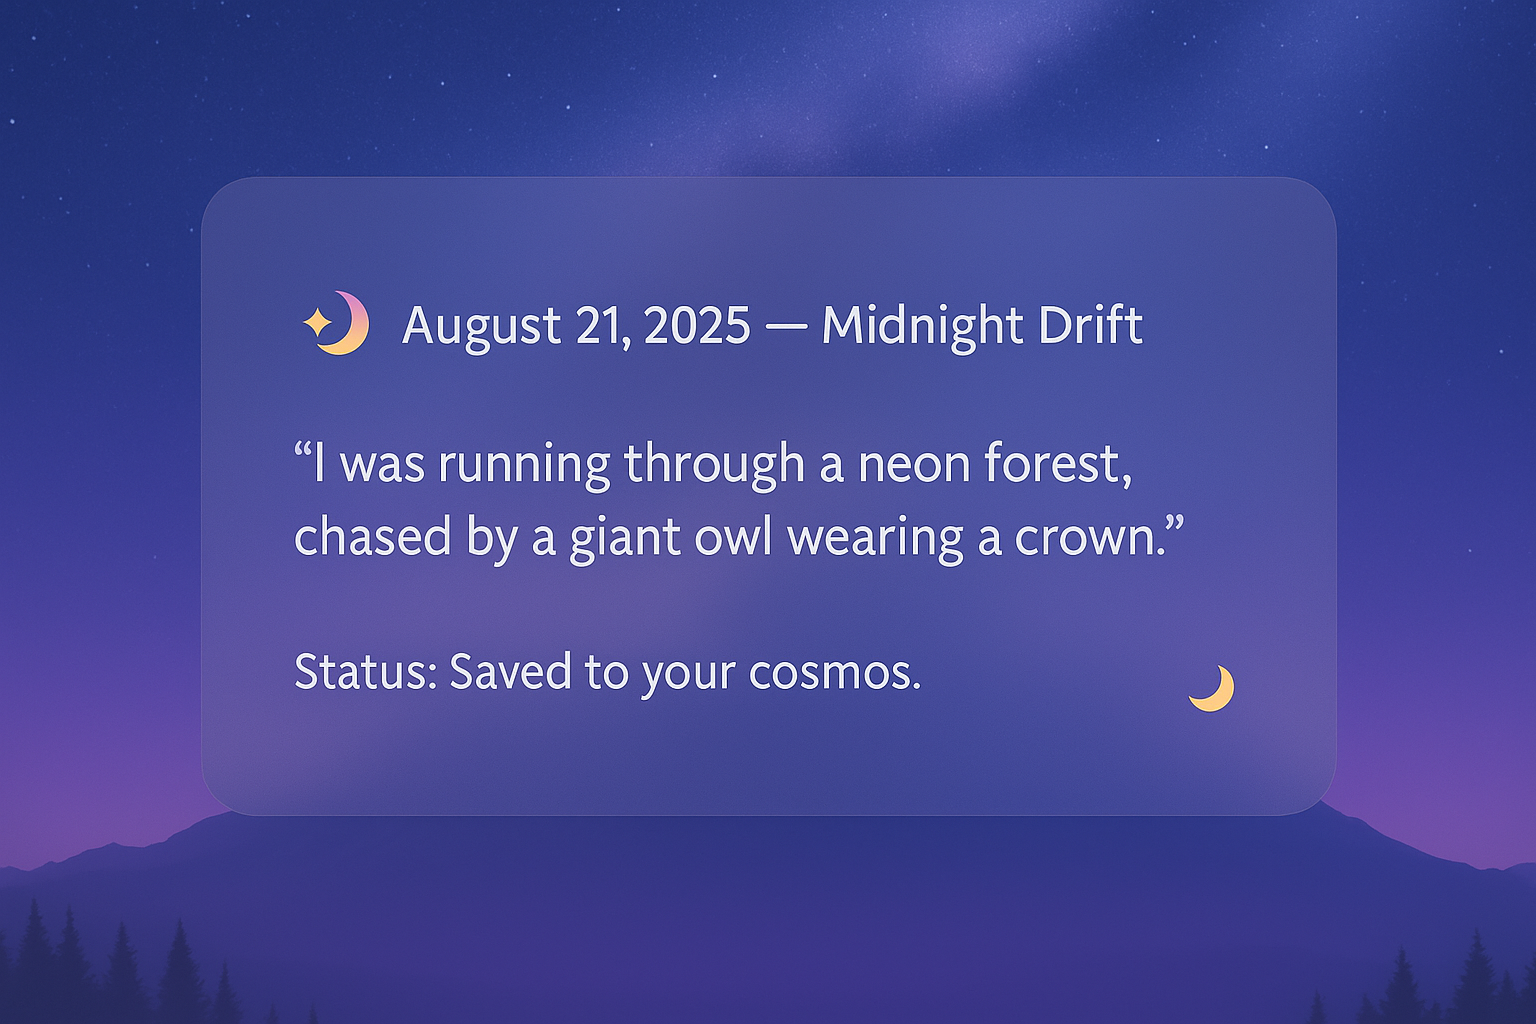 August 21, 2025 — Midnight Drift
“I was running through a neon forest,
chased by a giant owl wearing a crown.”
Status: Saved to your cosmos.